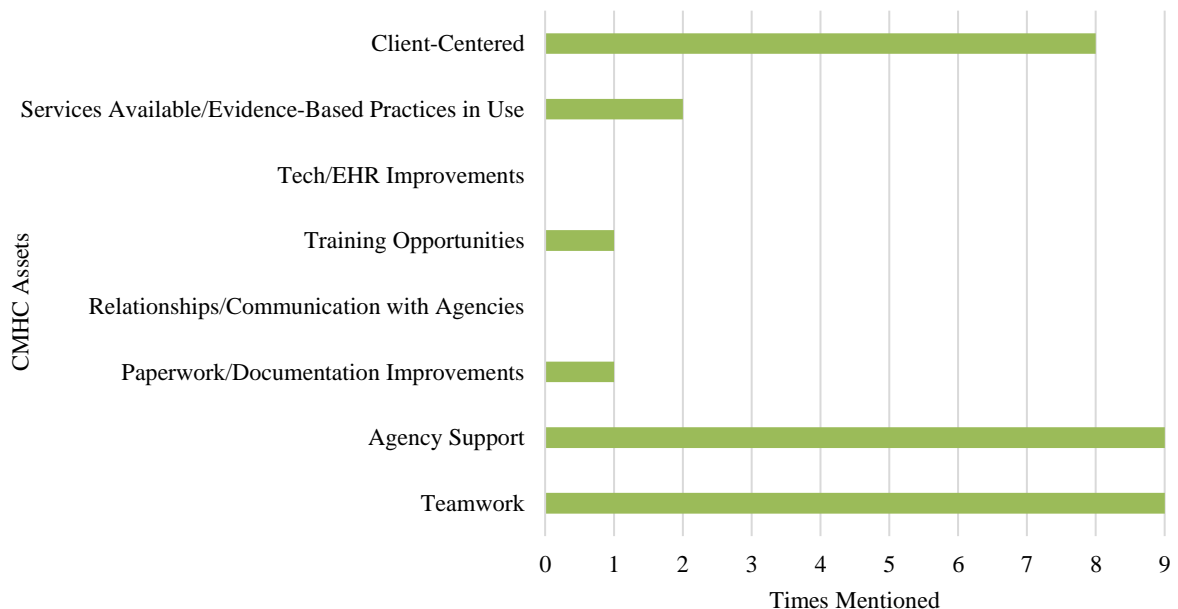 Client-Centered
Services Available/Evidence-Based Practices in Use
Tech/EHR Improvements
Training Opportunities
Relationships/Communication with Agencies
Paperwork/Documentation Improvements
Agency Support
Teamwork
CMHC Assets
0 1 2 3 4 5 6 7 8 9
Times Mentioned